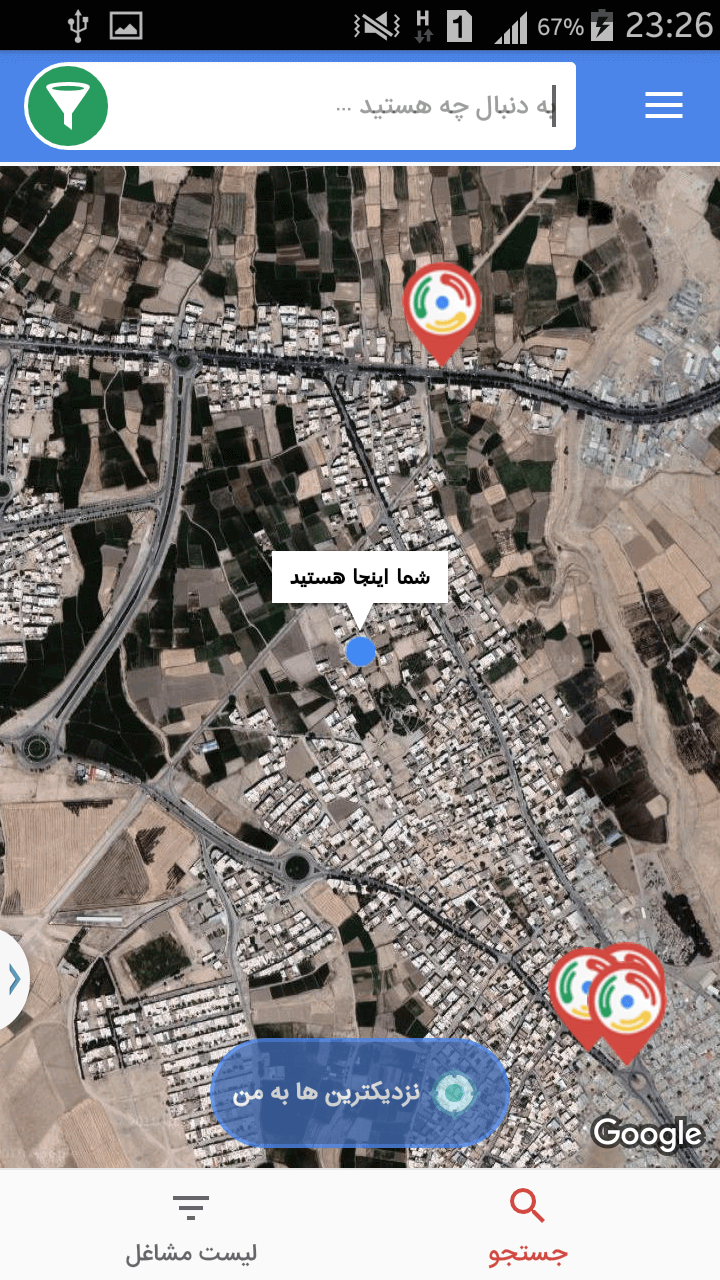 H 1 67% 23:26
به دنبال چه هستید ...
شما اینجا هستید
نزدیکترین ها به من
Google
لیست مشاغل
جستجو